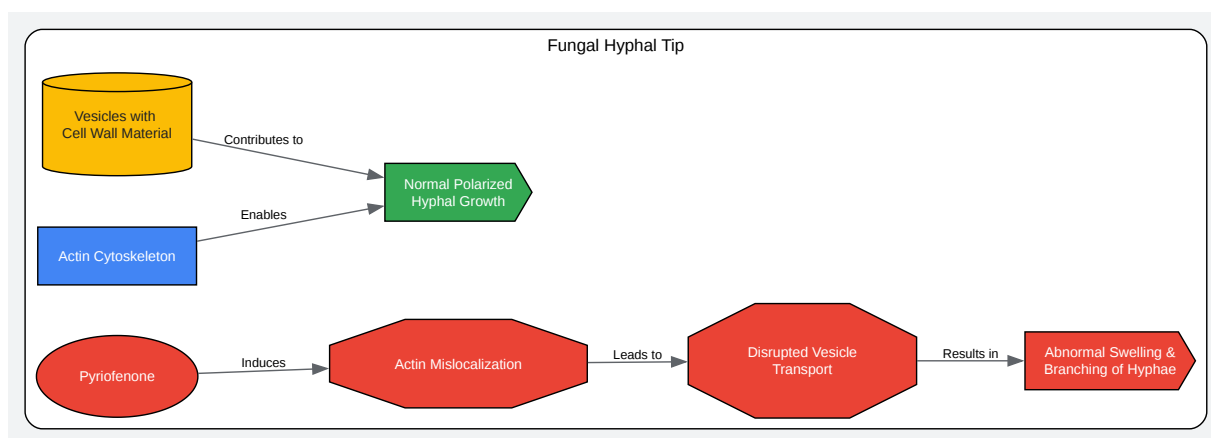 Fungal Hyphal Tip
Vesicles with
Cell Wall Material
Contributes to
Normal Polarized
Hyphal Growth
Enables
Actin Cytoskeleton
Pyriofenone
Induces
Actin Mislocalization
Leads to
Disrupted Vesicle
Transport
Results in
Abnormal Swelling &
Branching of Hyphae